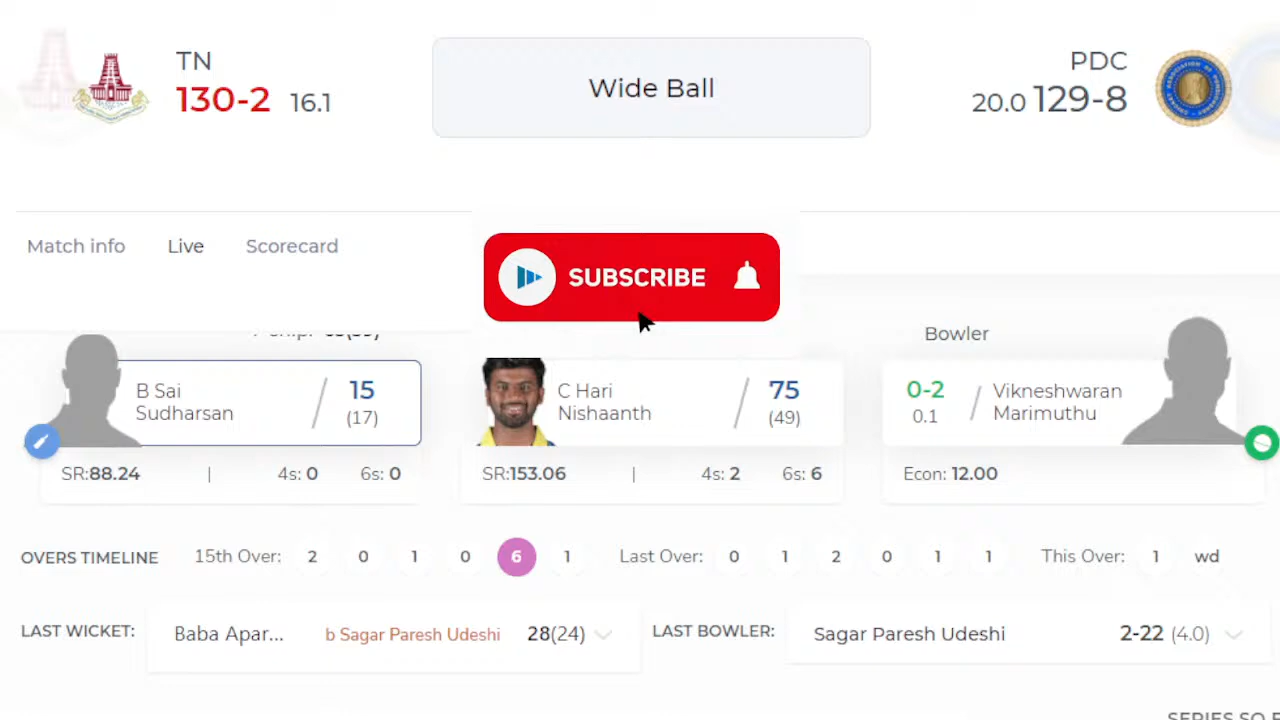 TN
130-2 16.1
Wide Ball
PDC
20.0 129-8
Match info Live Scorecard
SUBSCRIBE
Bowler
B Sai
Sudharsan
15
(17)
C Hari
Nishaanth
75
(49)
0-2
0.1
Vikneshwaran
Marimuthu
SR:88.24 | 4s: 0 6s: 0
SR:153.06 | 4s: 2 6s: 6
Econ: 12.00
OVERS TIMELINE 15th Over: 2 0 1 0 6 1 Last Over: 0 1 2 0 1 1 This Over: 1 wd
LAST WICKET: Baba Apar... b Sagar Paresh Udeshi 28(24) LAST BOWLER: Sagar Paresh Udeshi 2-22 (4.0)